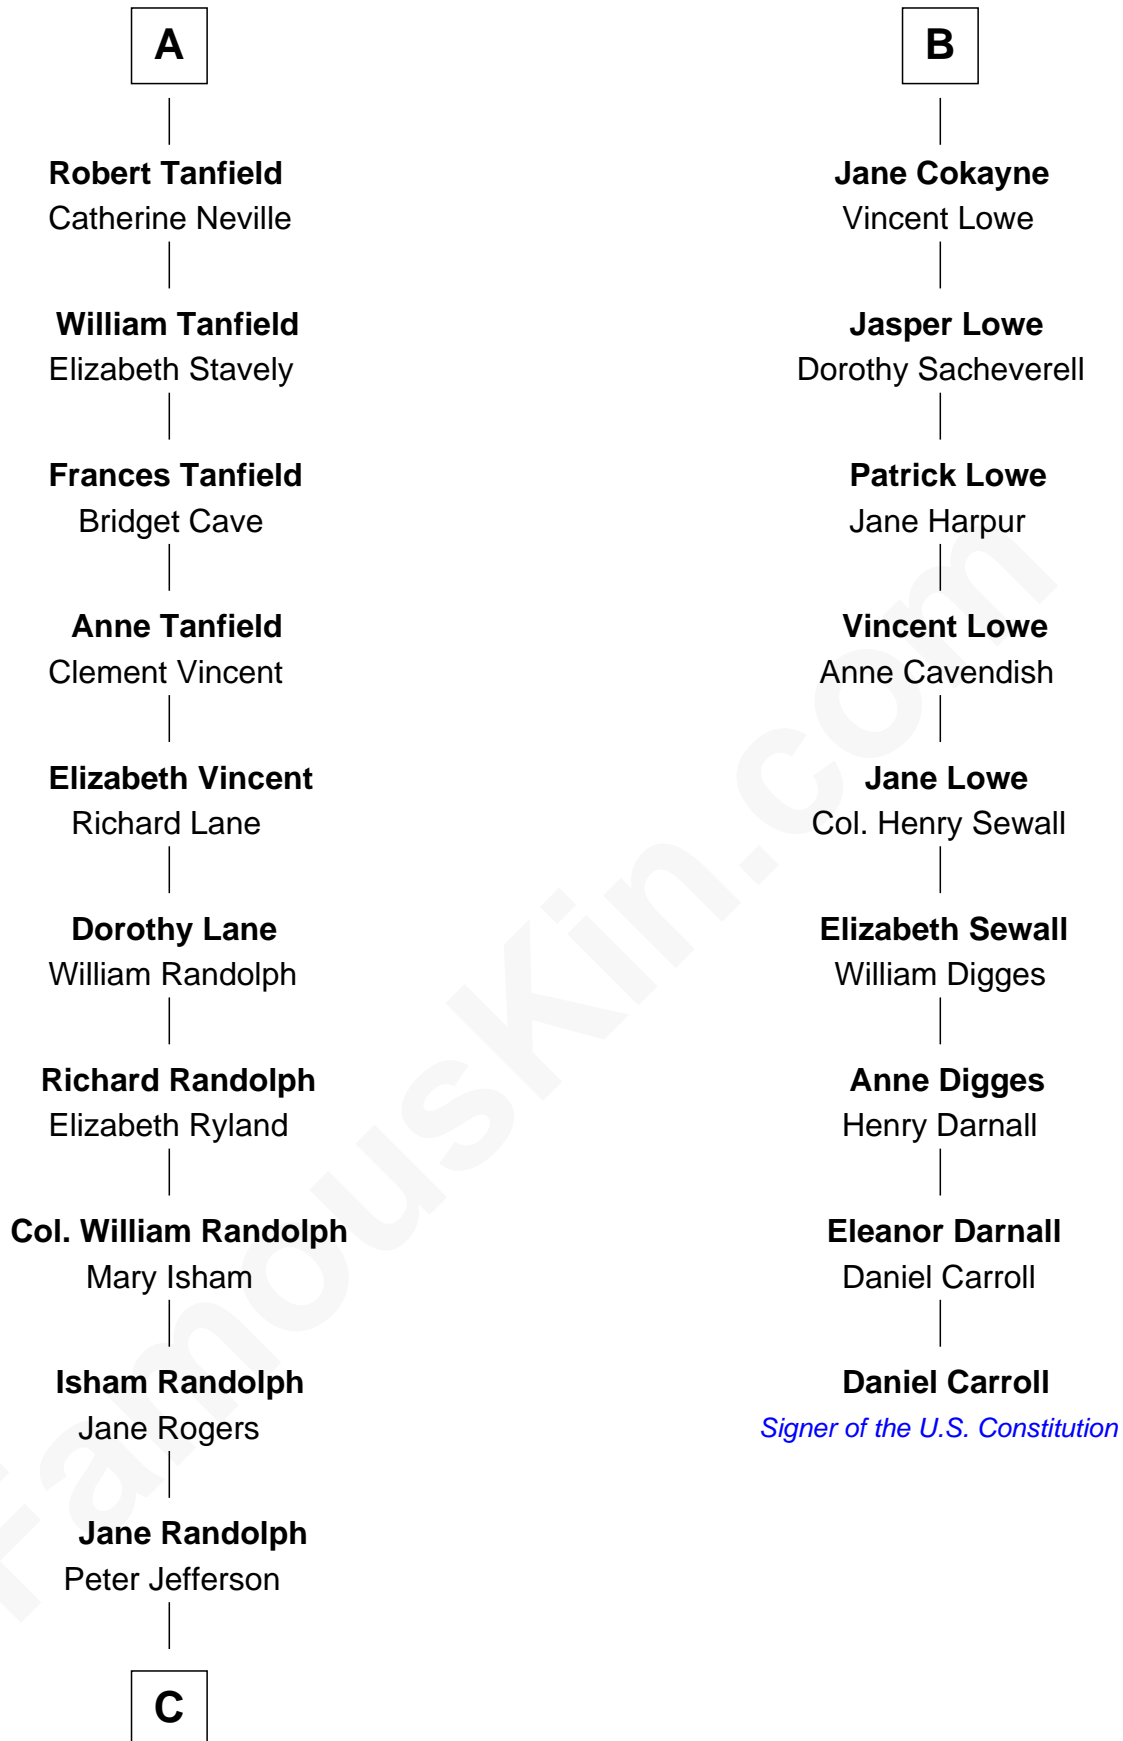 A
Robert Tanfield
Catherine Neville
William Tanfield
Elizabeth Stavely
Frances Tanfield
Bridget Cave
Anne Tanfield
Clement Vincent
Elizabeth Vincent
Richard Lane
Dorothy Lane
William Randolph
Richard Randolph
Elizabeth Ryland
Col. William Randolph
Mary Isham
Isham Randolph
Jane Rogers
Jane Randolph
Peter Jefferson
C
B
Jane Cokayne
Vincent Lowe
Jasper Lowe
Dorothy Sacheverell
Patrick Lowe
Jane Harpur
Vincent Lowe
Anne Cavendish
Jane Lowe
Col. Henry Sewall
Elizabeth Sewall
William Digges
Anne Digges
Henry Darnall
Eleanor Darnall
Daniel Carroll
Daniel Carroll
Signer of the U.S. Constitution
FamousKin.com